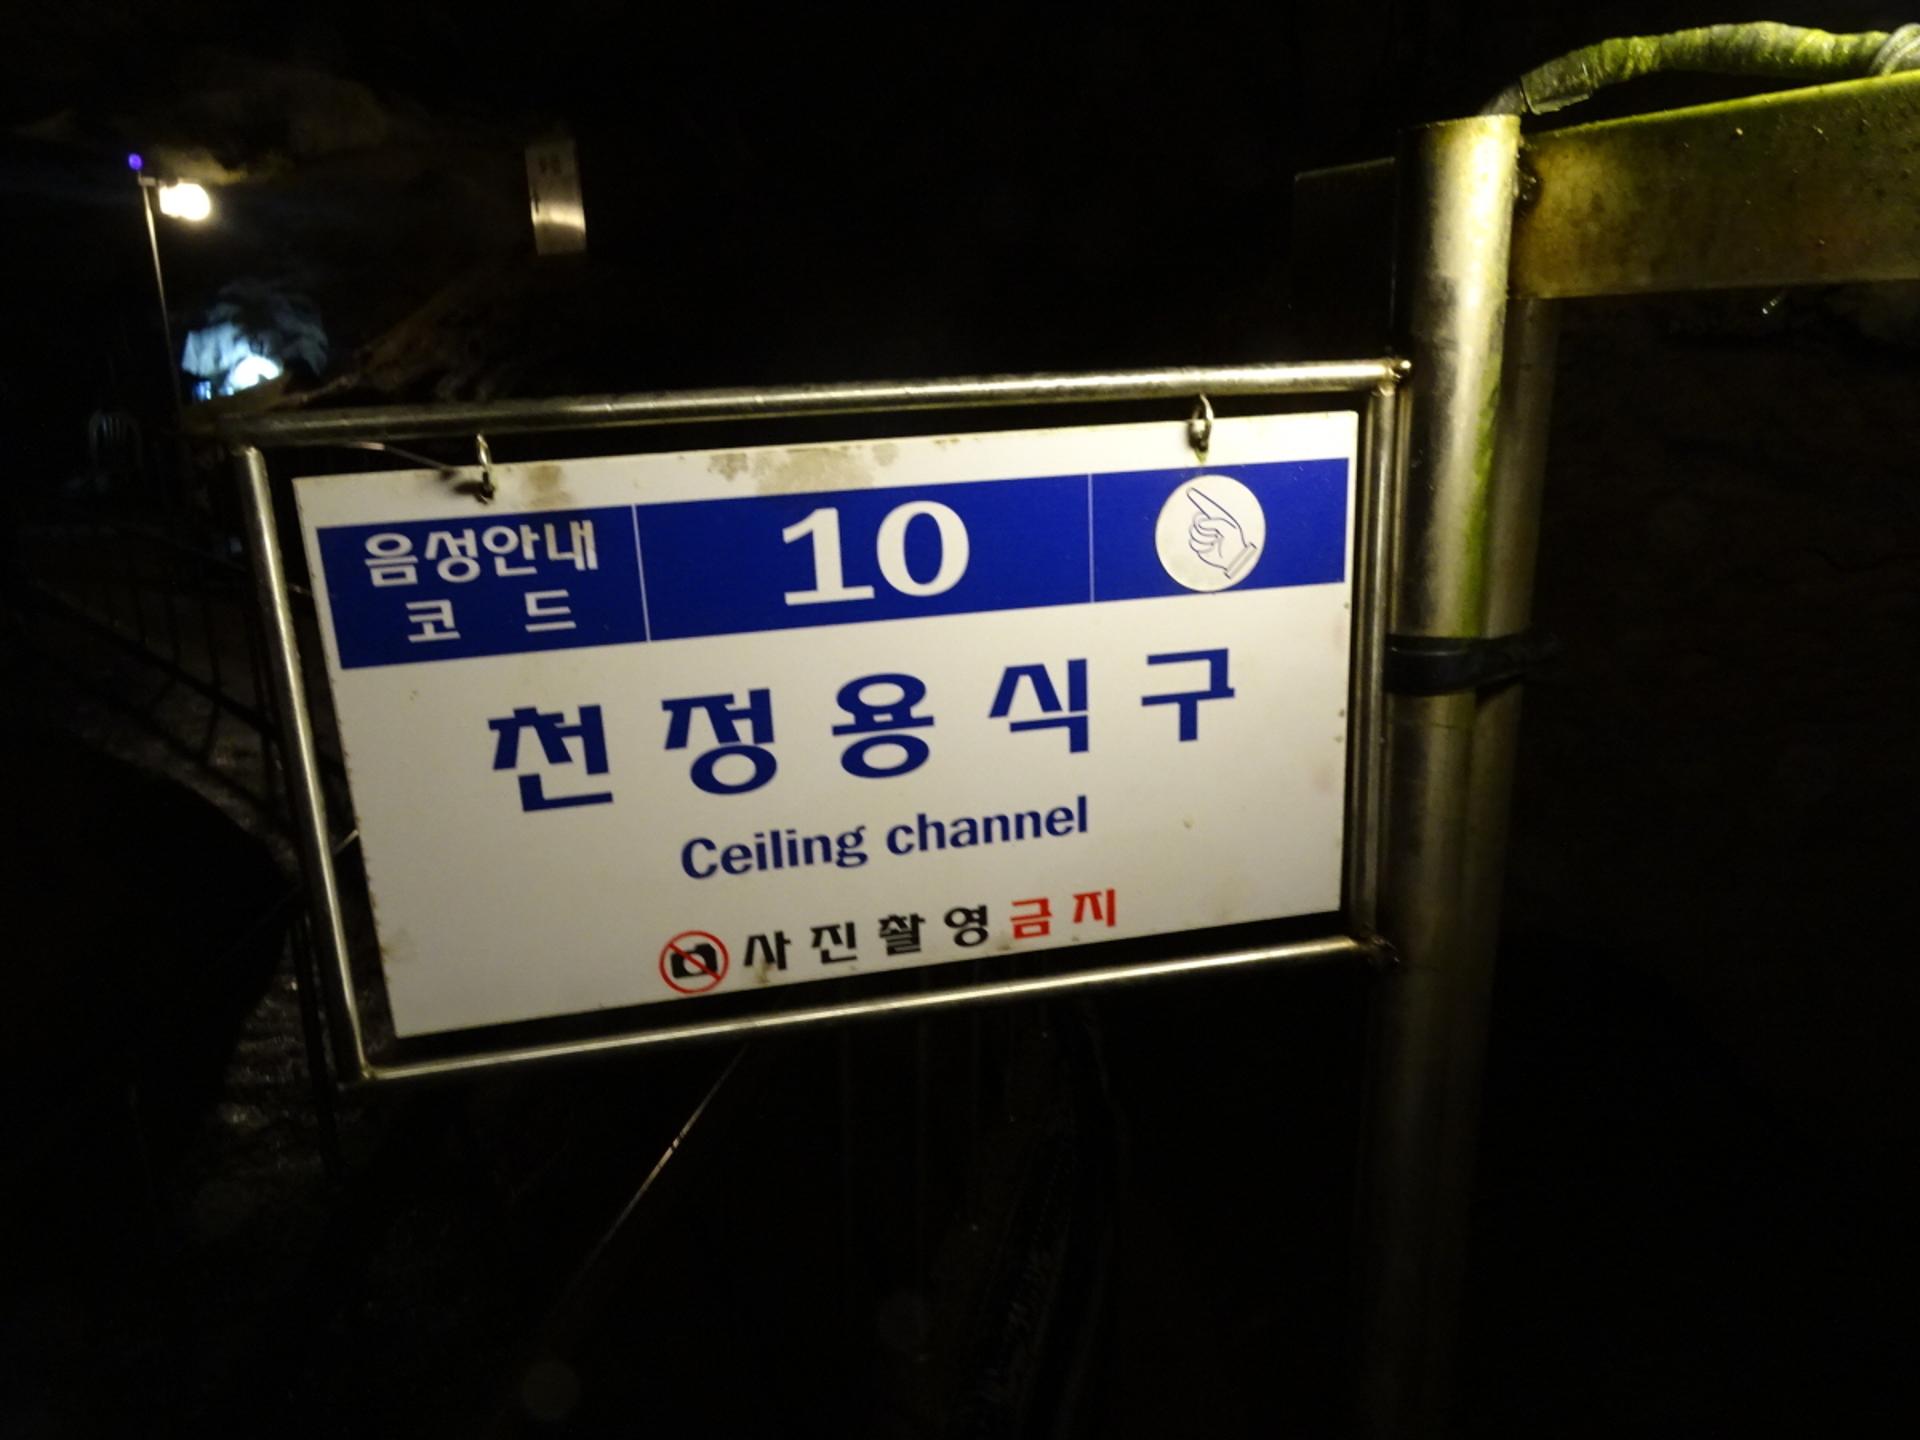 음성안내
코드
10
천정용식구
Ceiling channel
사진촬영금지